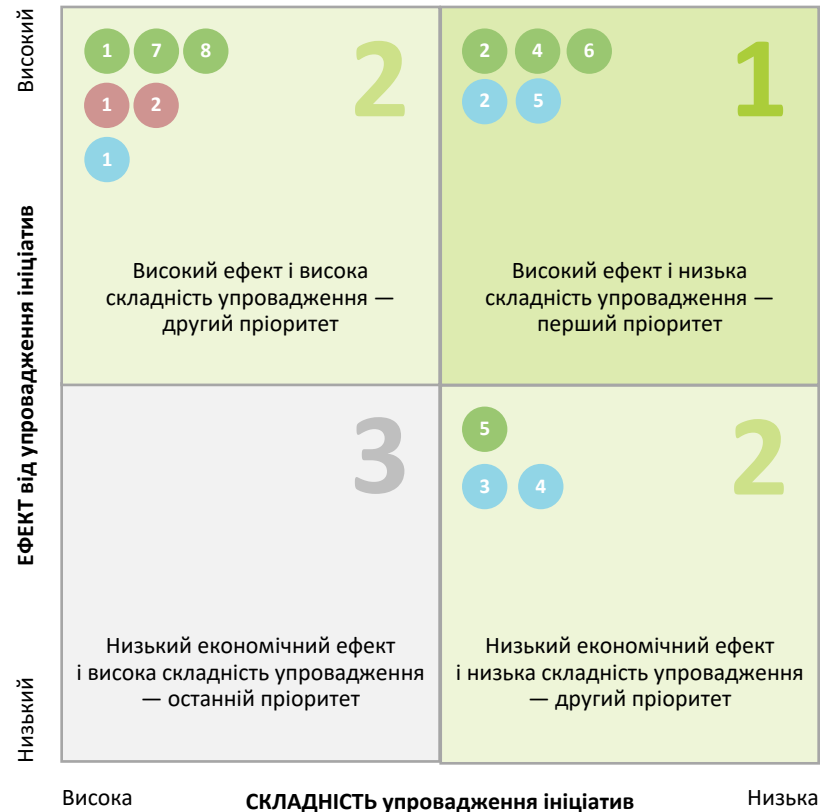 Високий
ЕФЕКТ від упровадження ініціатив
Низький
1 7 8
2
1 2
1
Високий ефект і висока
складність упровадження —
другий пріоритет
2 4 6
1
2 5
Високий ефект і низька
складність упровадження —
перший пріоритет
3
Низький економічний ефект
і висока складність упровадження
— останній пріоритет
5
2
3 4
Низький економічний ефект
і низька складність упровадження
— другий пріоритет
Висока
СКЛАДНІСТЬ упровадження ініціатив
Низька